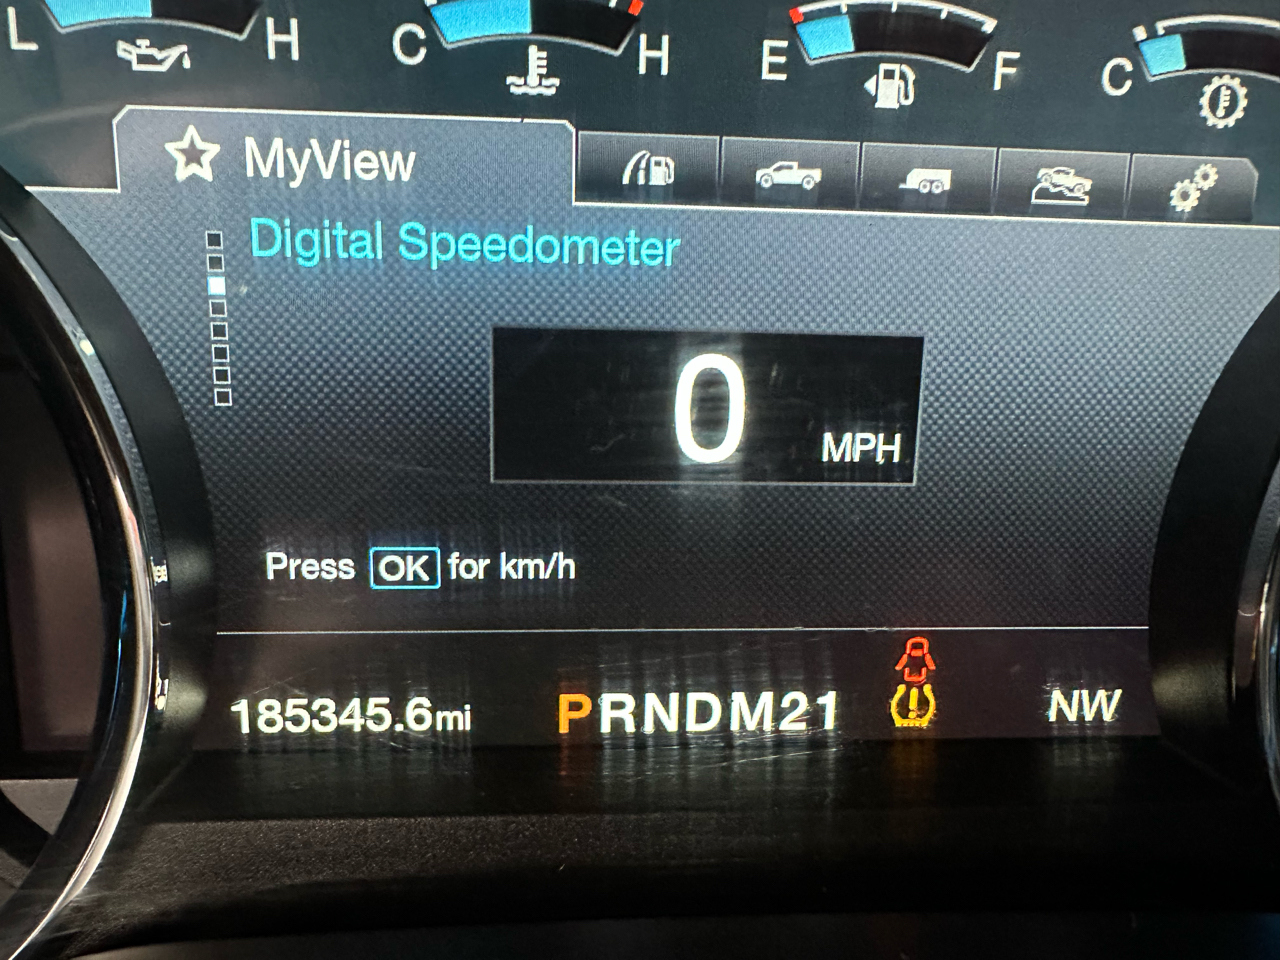 L H C H E F C
MyView
Digital Speedometer
0 MPH
Press OK for km/h
185345.6mi PRNDM21 NW